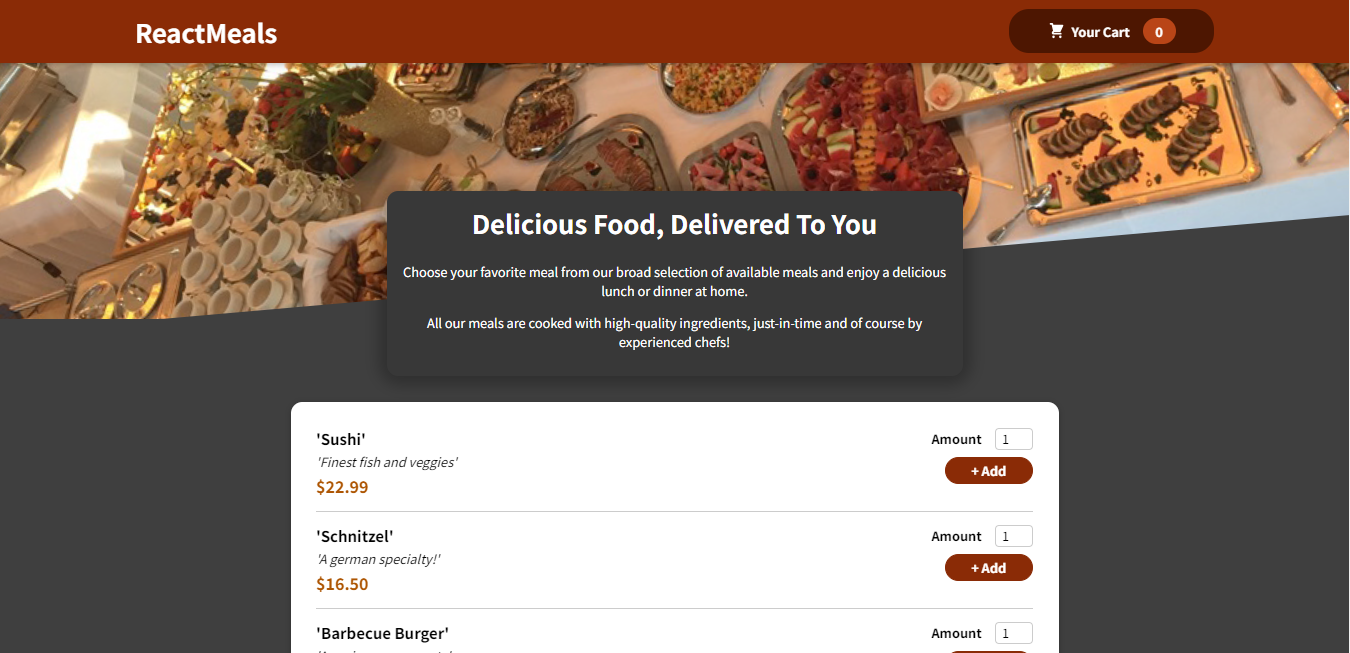 ReactMeals
Your Cart 0
Delicious Food, Delivered To You
Choose your favorite meal from our broad selection of available meals and enjoy a delicious
lunch or dinner at home.
All our meals are cooked with high-quality ingredients, just-in-time and of course by
experienced chefs!
'Sushi'
Amount 1
'Finest fish and veggies'
+ Add
$22.99
'Schnitzel'
Amount 1
'A german specialty!'
+ Add
$16.50
'Barbecue Burger'
Amount 1